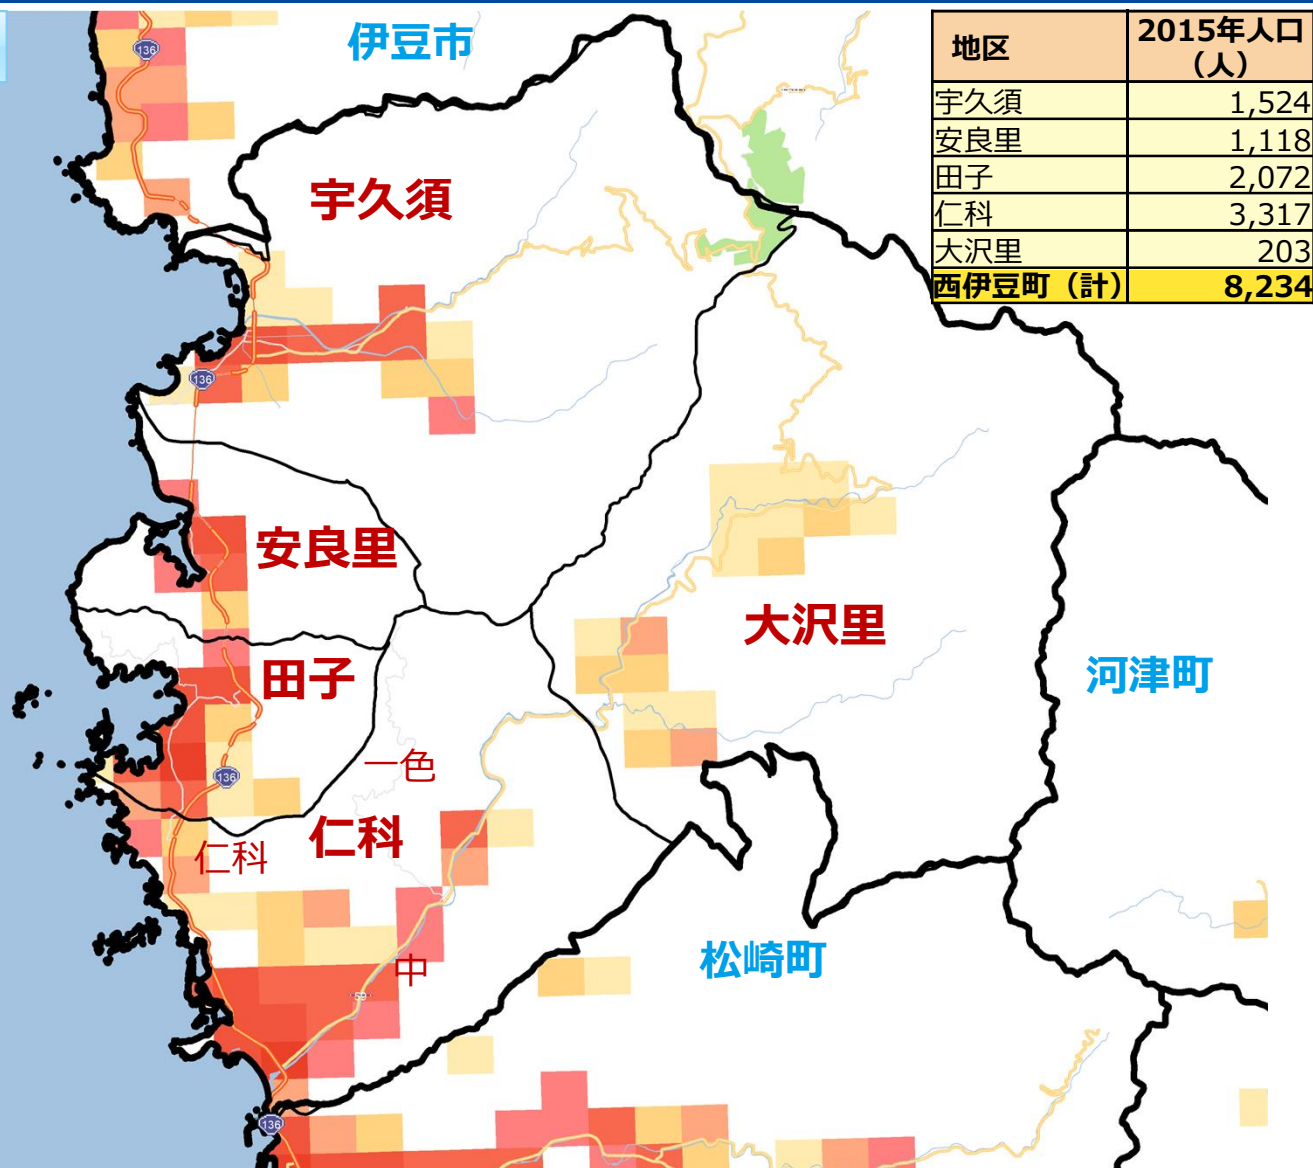 地区 2015年人口
（人）
宇久須 1,524
安良里 1,118
田子 2,072
仁科 3,317
大沢里 203
西伊豆町（計） 8,234
伊豆市
136
宇久須
136
安良里
大沢里
田子
河津町
一色
136
仁科
仁科
松崎町
中
59
136